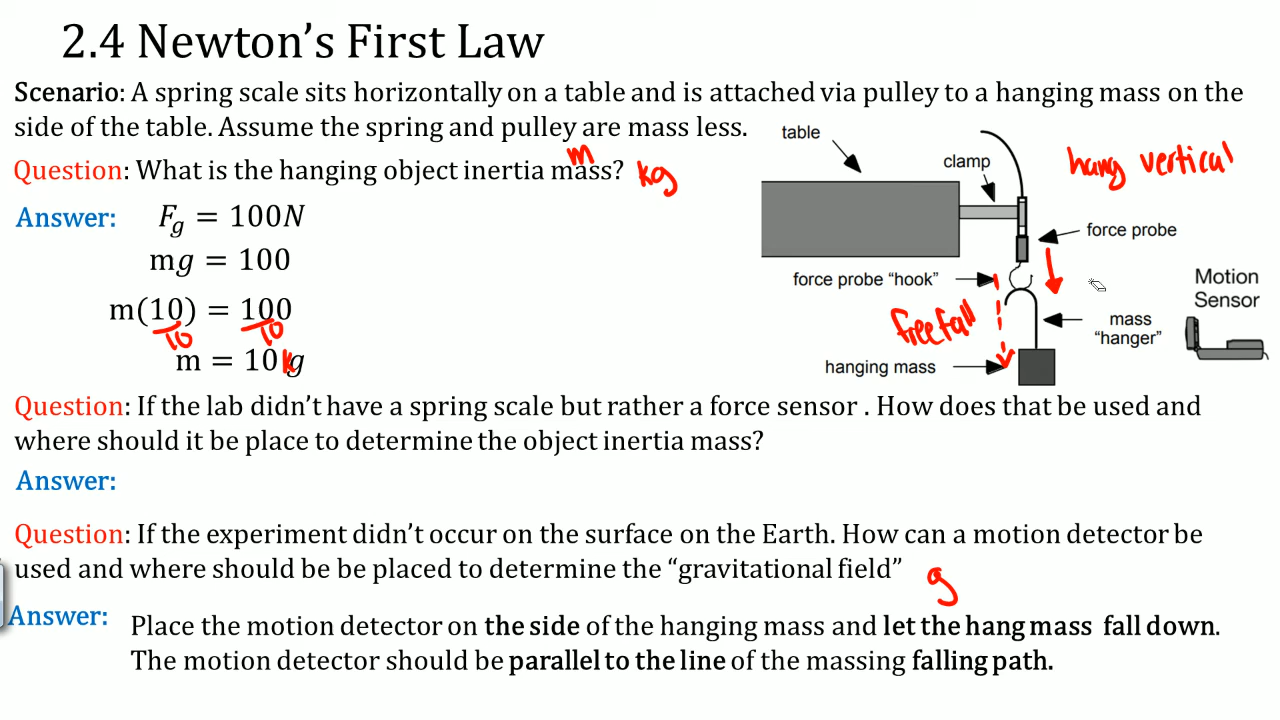 2.4 Newton's First Law
Scenario: A spring scale sits horizontally on a table and is attached via pulley to a hanging mass on the
side of the table. Assume the spring and pulley are mass less.
Question: What is the hanging object inertia mass?
m
kg
Answer:
F_g = 100N
mg = 100
m(10) = 100
10 10
m = 10kg
table
clamp
hang vertical
force probe
force probe "hook"
Motion
Sensor
freefall
mass
"hanger"
hanging mass
Question: If the lab didn't have a spring scale but rather a force sensor . How does that be used and
where should it be place to determine the object inertia mass?
Answer:
Question: If the experiment didn't occur on the surface on the Earth. How can a motion detector be
used and where should be be placed to determine the "gravitational field"
g
Answer:
Place the motion detector on the side of the hanging mass and let the hang mass fall down.
The motion detector should be parallel to the line of the massing falling path.